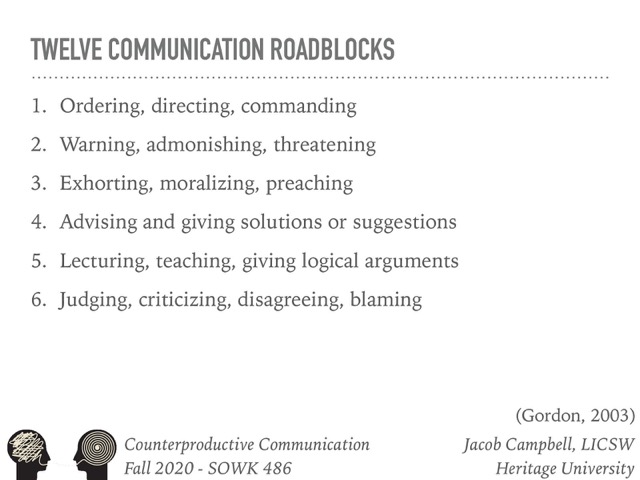 TWELVE COMMUNICATION ROADBLOCKS
1. Ordering, directing, commanding
2. Warning, admonishing, threatening
3. Exhorting, moralizing, preaching
4. Advising and giving solutions or suggestions
5. Lecturing, teaching, giving logical arguments
6. Judging, criticizing, disagreeing, blaming
(Gordon, 2003)
Counterproductive Communication
Fall 2020 - SOWK 486
Jacob Campbell, LICSW
Heritage University